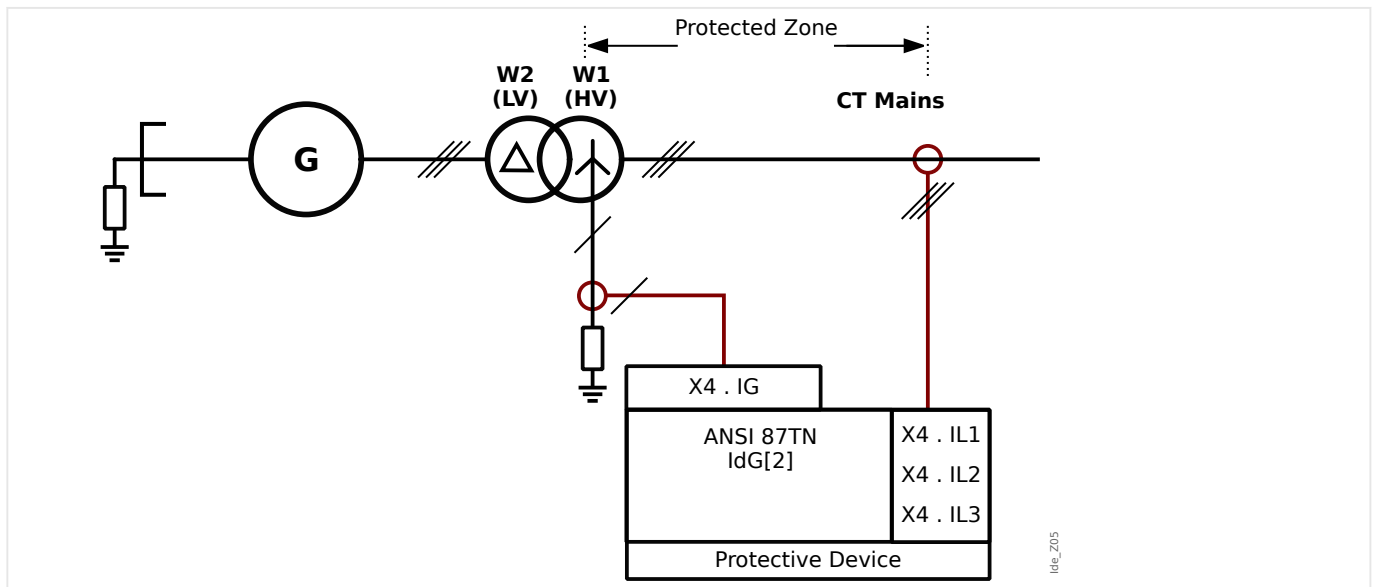 Protected Zone
W2
(LV)
W1
(HV)
CT Mains
G
X4 . IG
ANSI 87TN
IdG[2]
X4 . IL1
X4 . IL2
X4 . IL3
Protective Device
Ide_Z05